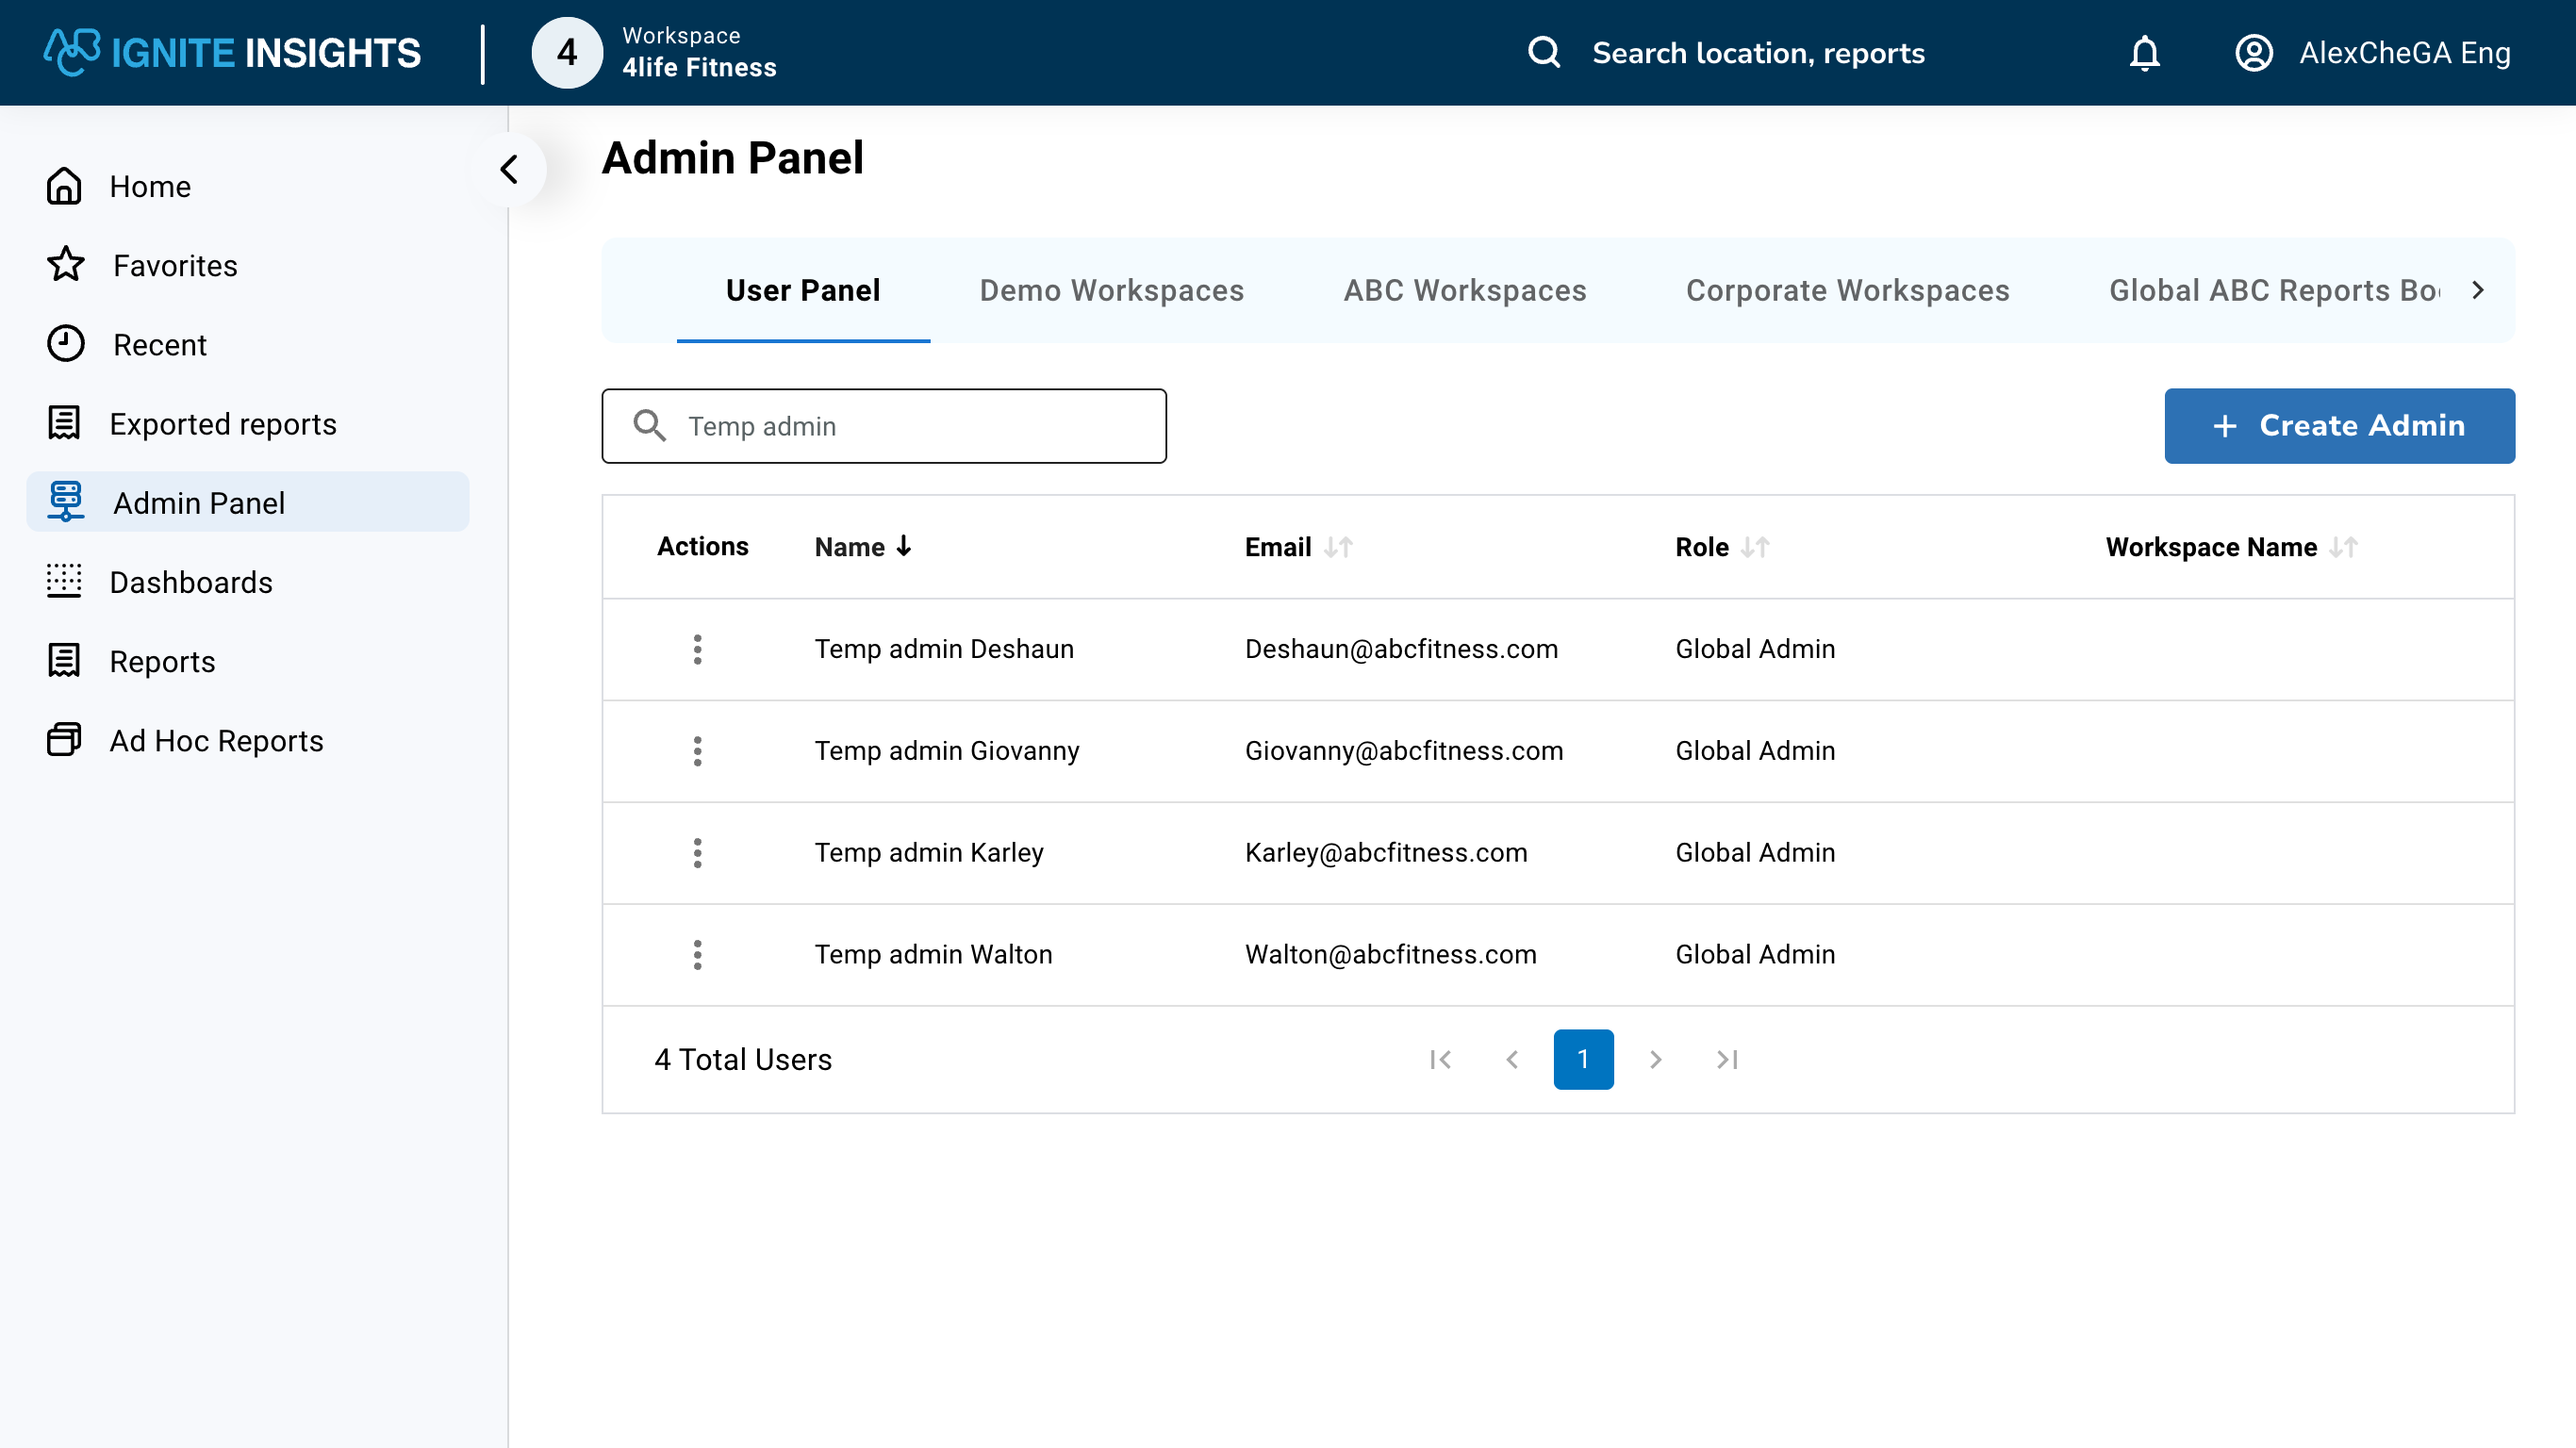 ABC IGNITE INSIGHTS
4
Workspace
4life Fitness
Search location, reports
AlexCheGA Eng
Home
Favorites
Recent
Exported reports
Admin Panel
Dashboards
Reports
Ad Hoc Reports
Admin Panel
User Panel
Demo Workspaces
ABC Workspaces
Corporate Workspaces
Global ABC Reports
Temp admin
+ Create Admin
Actions Name Email Role Workspace Name
Temp admin Deshaun Deshaun@abcfitness.com Global Admin
Temp admin Giovanny Giovanny@abcfitness.com Global Admin
Temp admin Karley Karley@abcfitness.com Global Admin
Temp admin Walton Walton@abcfitness.com Global Admin
4 Total Users
1